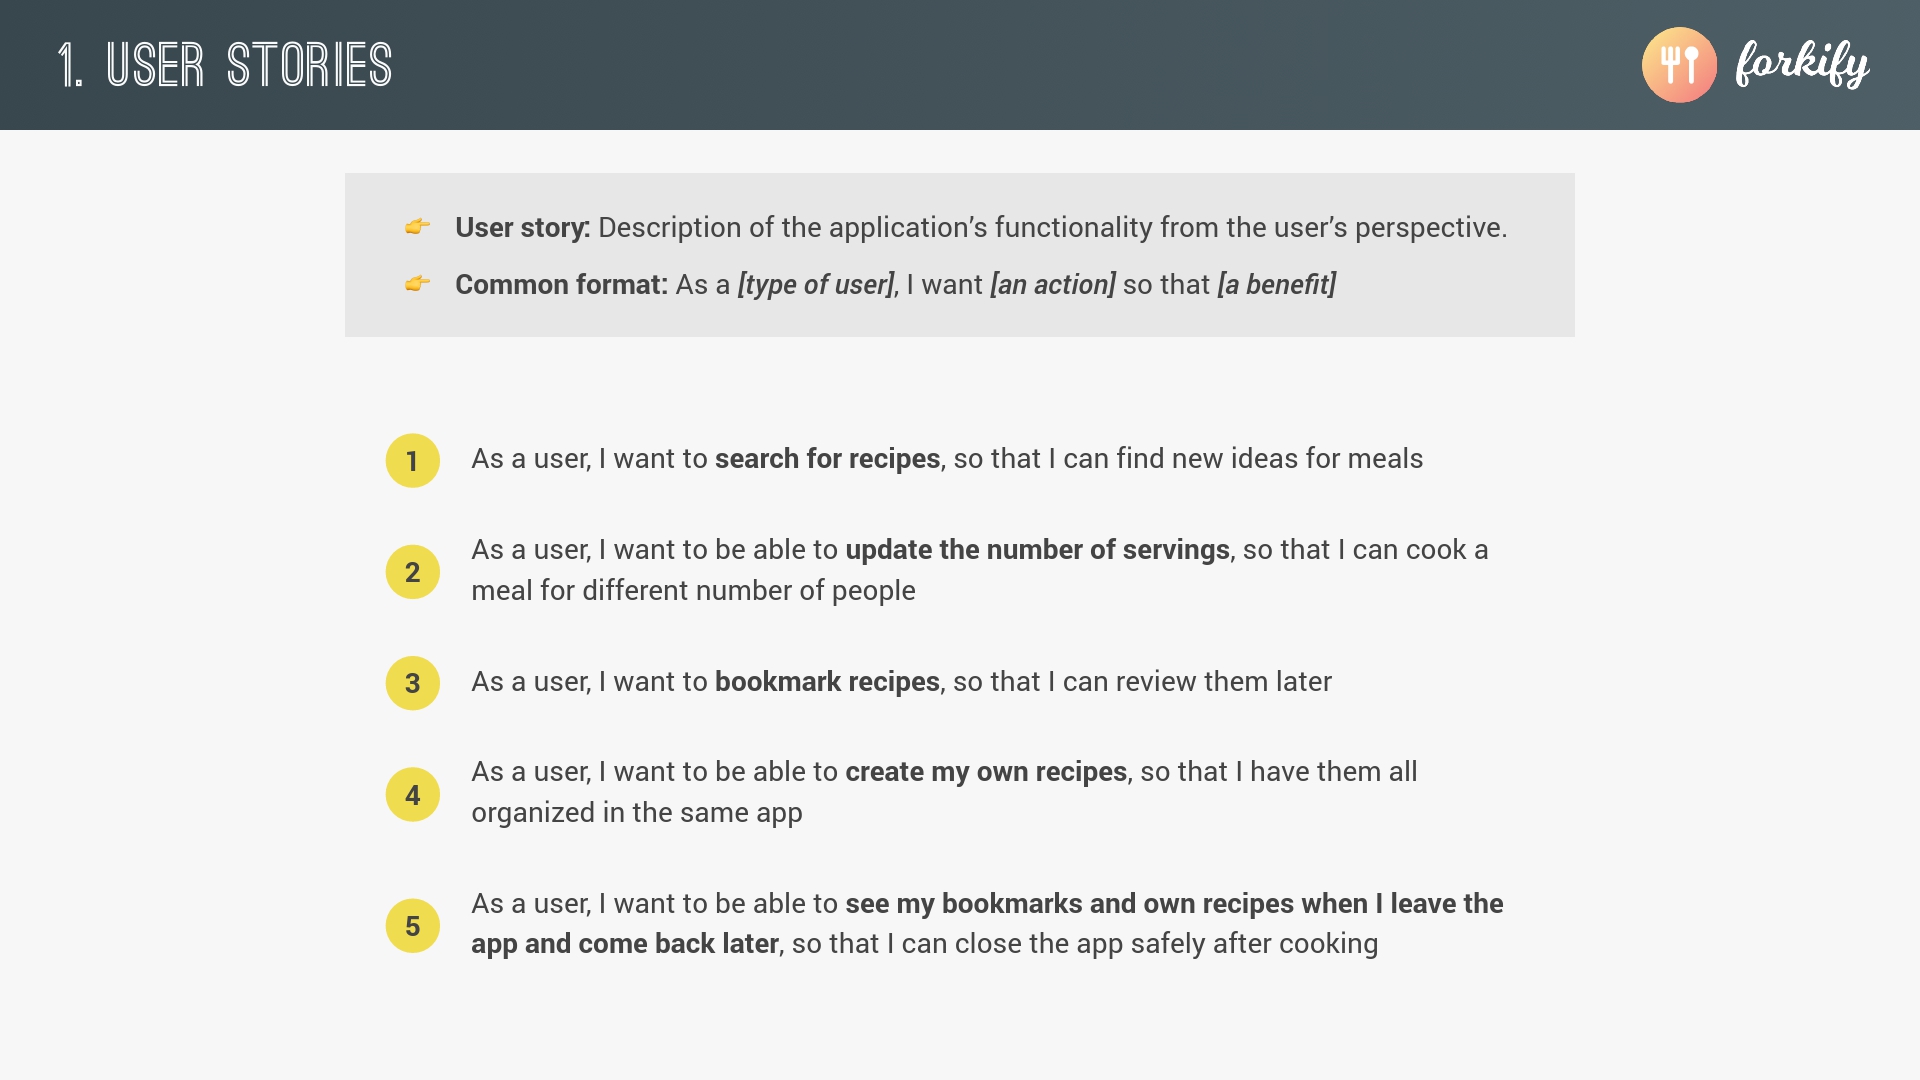 1. USER STORIES
forkify
👉 User story: Description of the application’s functionality from the user’s perspective.
👉 Common format: As a [type of user], I want [an action] so that [a benefit]
1 As a user, I want to search for recipes, so that I can find new ideas for meals
2 As a user, I want to be able to update the number of servings, so that I can cook a
meal for different number of people
3 As a user, I want to bookmark recipes, so that I can review them later
4 As a user, I want to be able to create my own recipes, so that I have them all
organized in the same app
5 As a user, I want to be able to see my bookmarks and own recipes when I leave the
app and come back later, so that I can close the app safely after cooking